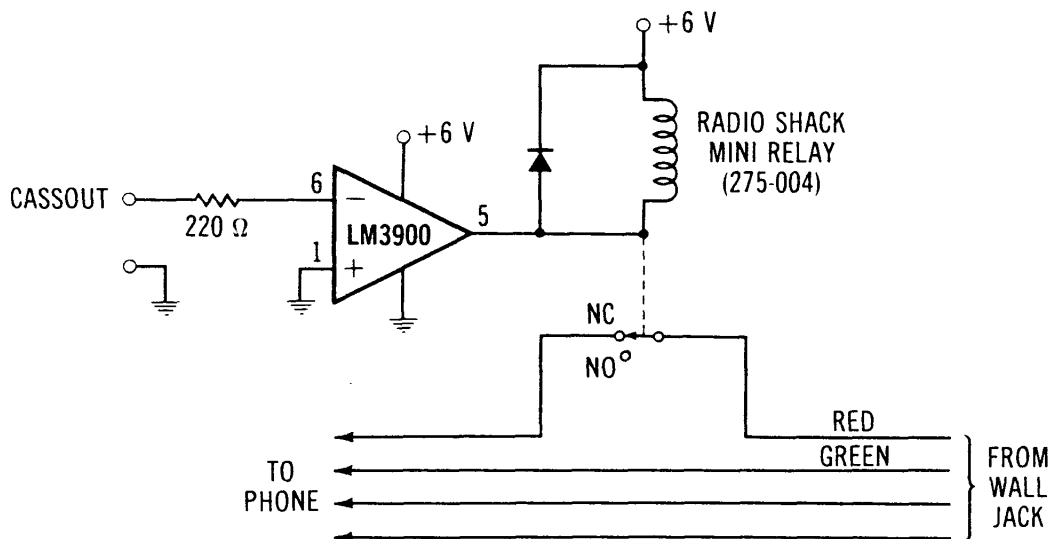 +6 V
+6 V
RADIO SHACK
MINI RELAY
(275-004)
CASSOUT
220 Ω
6
−
LM3900
5
1
+
NC
NO
RED
GREEN
TO
PHONE
FROM
WALL
JACK